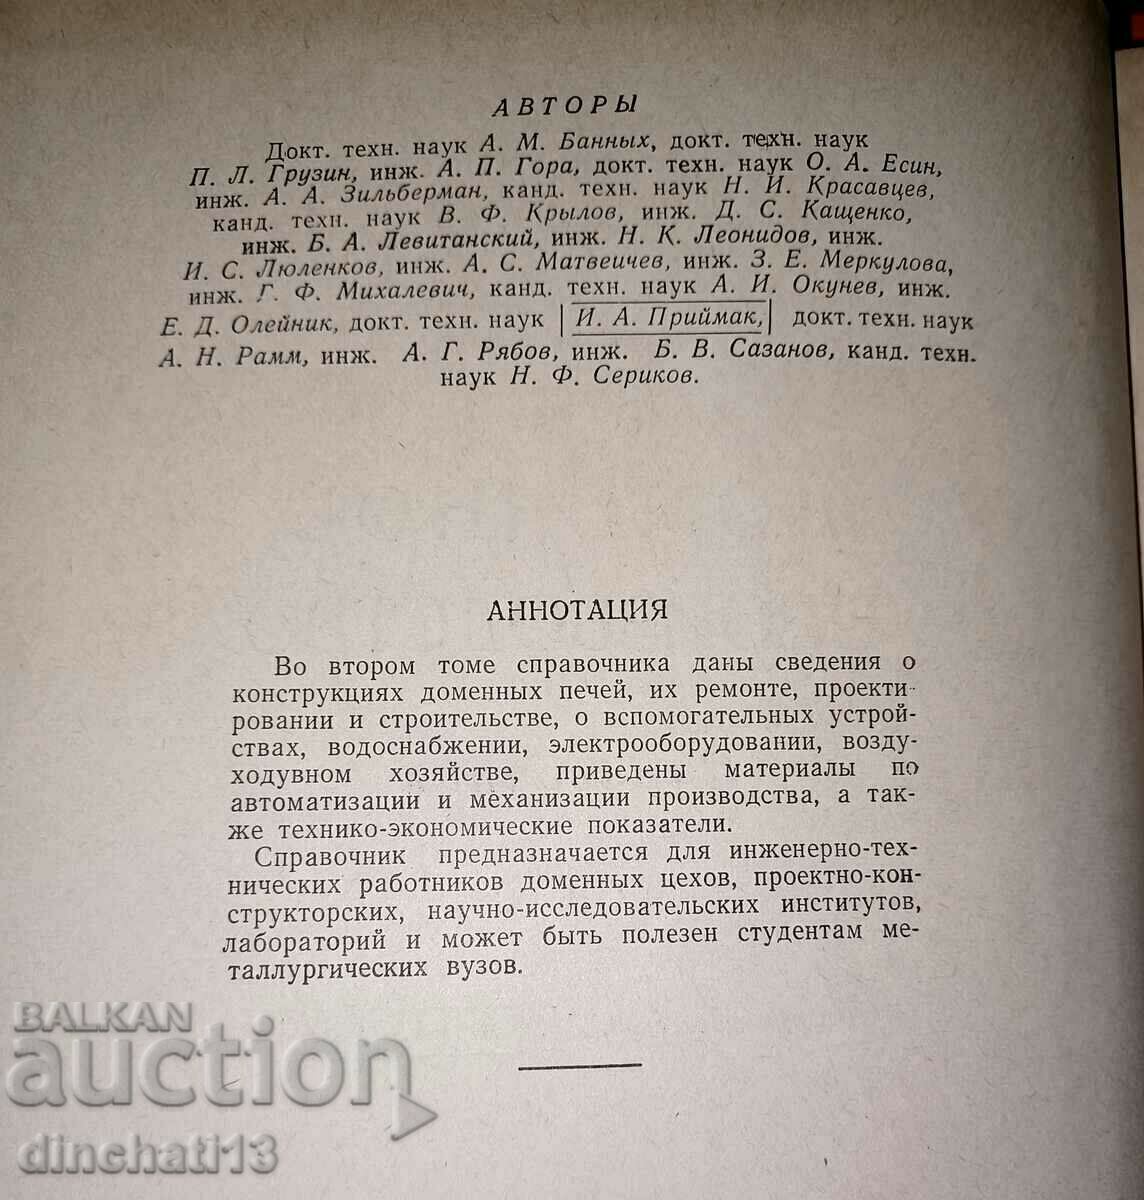 АВТОРЫ
Докт. техн. наук А. М. Банных, докт. техн. наук
П. Л. Грузин, инж. А. П. Гора, докт. техн. наук О. А. Есин,
инж. А. А. Зильберман, канд. техн. наук Н. И. Красавцев,
канд. техн. наук В. Ф. Крылов, инж. Д. С. Кащенко,
инж. Б. А. Левитанский, инж. Н. К. Леонидов, инж.
И. С. Люленков, инж. А. С. Матвеичев, инж. З. Е. Меркулова,
инж. Г. Ф. Михалевич, канд. техн. наук А. И. Окунев, инж.
Е. Д. Олейник, докт. техн. наук И. А. Приймак, докт. техн. наук
А. Н. Рамм, инж. А. Г. Рябов, инж. Б. В. Сазанов, канд. техн.
наук Н. Ф. Сериков.
АННОТАЦИЯ
Во втором томе справочника даны сведения о
конструкциях доменных печей, их ремонте, проекти-
ровании и строительстве, о вспомогательных устрой-
ствах, водоснабжении, электрооборудовании, возду-
ходувном хозяйстве, приведены материалы по
автоматизации и механизации производства, а так-
же технико-экономические показатели.
Справочник предназначается для инженерно-тех-
нических работников доменных цехов, проектно-кон-
структорских, научно-исследовательских институтов,
лабораторий и может быть полезен студентам ме-
таллургических вузов.
BALKAN
auction
dinchati13